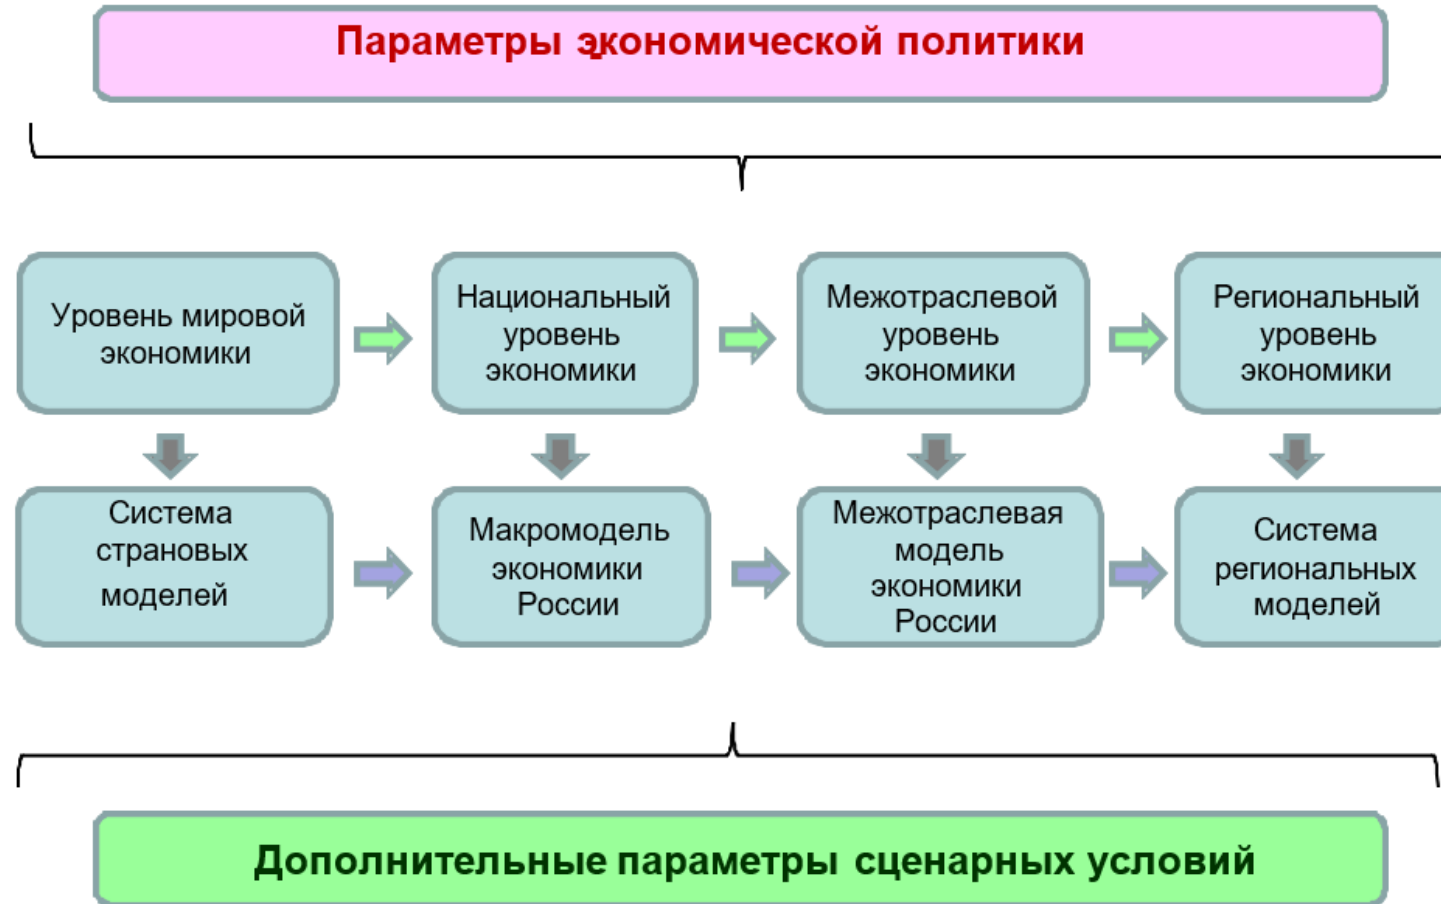 Параметры экономической политики
Уровень мировой
экономики
Национальный
уровень
экономики
Межотраслевой
уровень
экономики
Региональный
уровень
экономики
Система
страновых
моделей
Макромодель
экономики
России
Межотраслевая
модель
экономики
России
Система
региональных
моделей
Дополнительные параметры сценарных условий